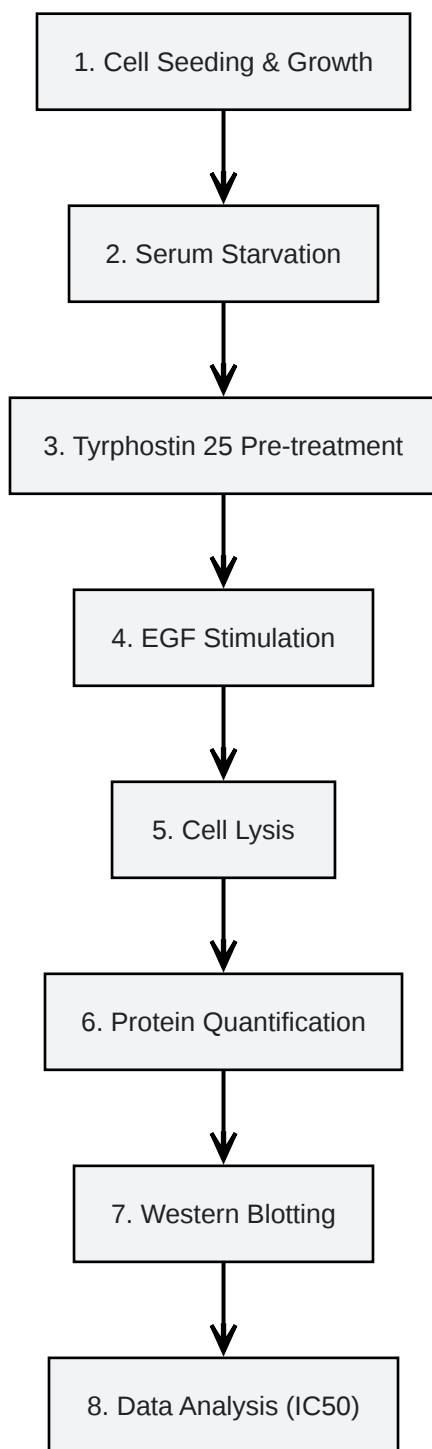 1. Cell Seeding & Growth
2. Serum Starvation
3. Tyrphostin 25 Pre-treatment
4. EGF Stimulation
5. Cell Lysis
6. Protein Quantification
7. Western Blotting
8. Data Analysis (IC50)